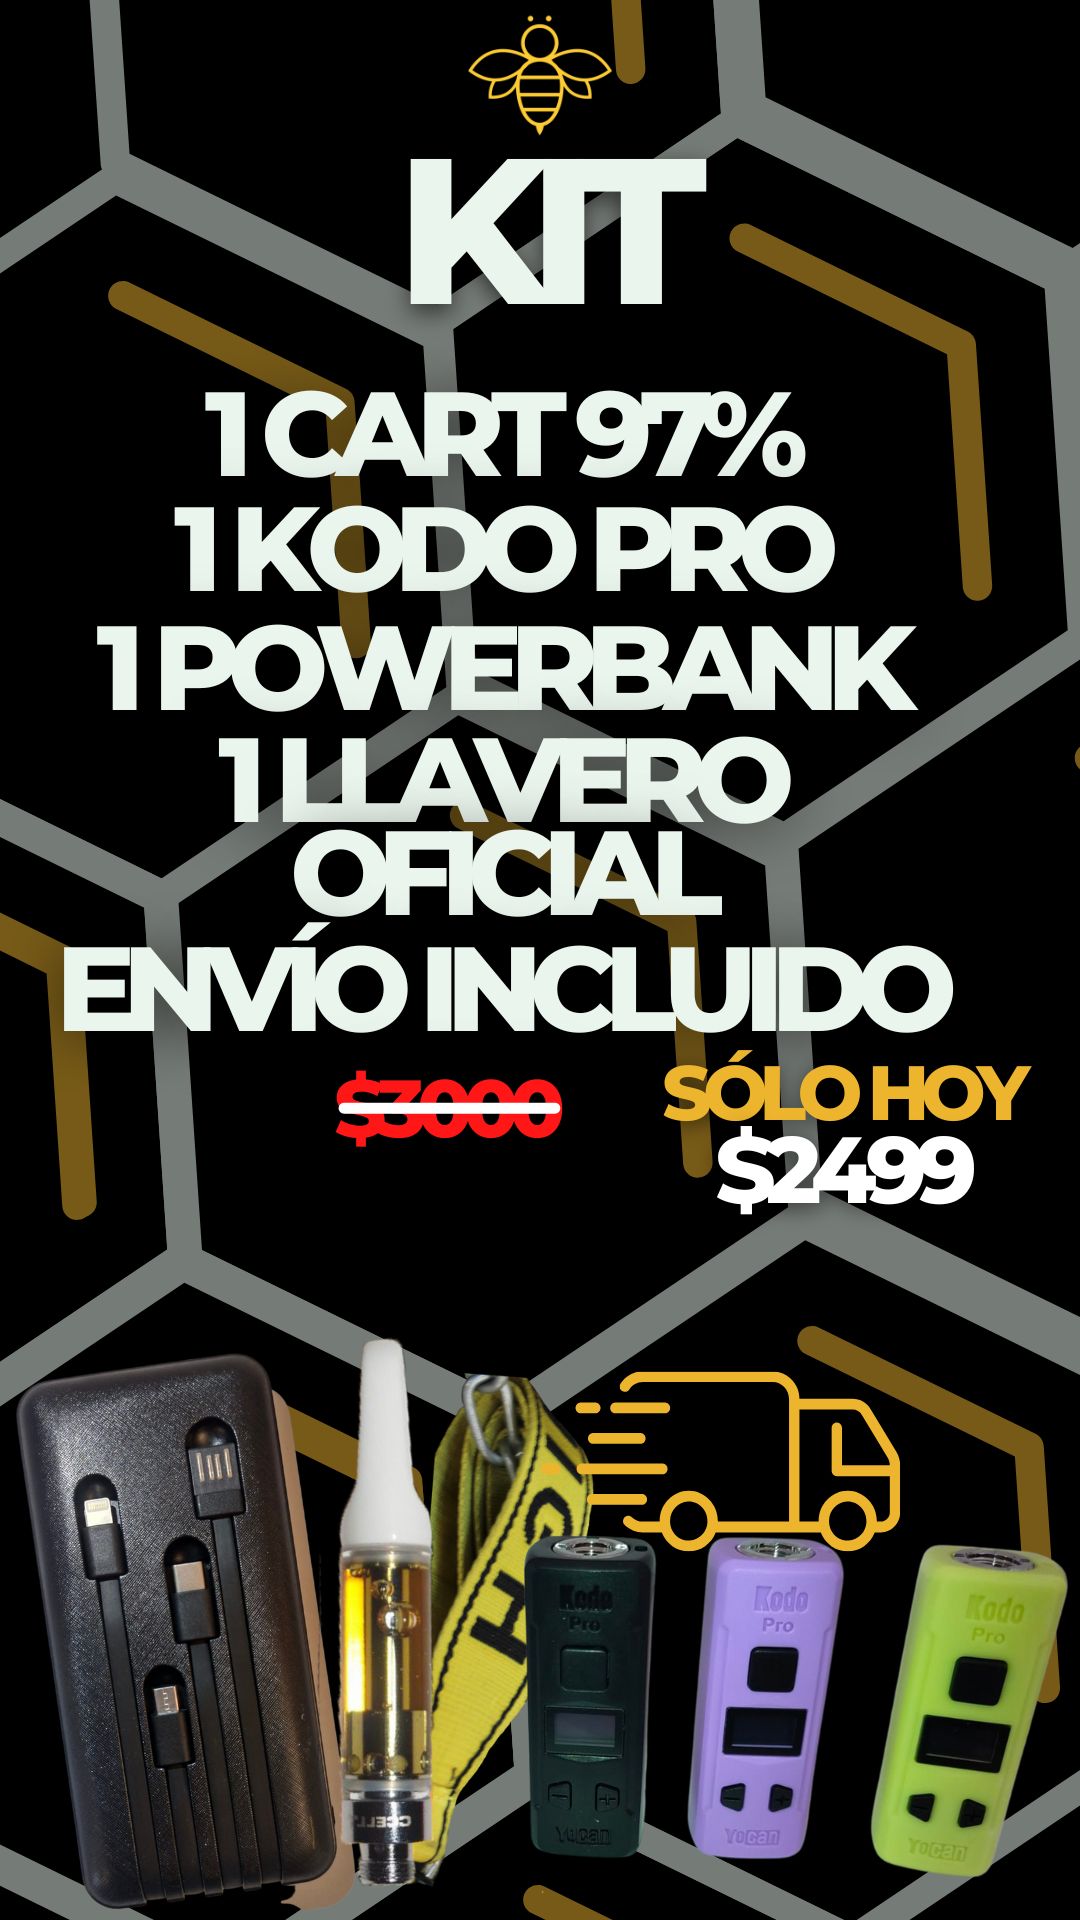 KIT
1 CART 97%
1 KODO PRO
1 POWERBANK
1 LLAVERO
OFICIAL
ENVÍO INCLUIDO
$3000
SÓLO HOY
$2499
CCELL
Kodo
Pro
Yocan
Kodo
Pro
Yocan
Kodo
Pro
Yocan